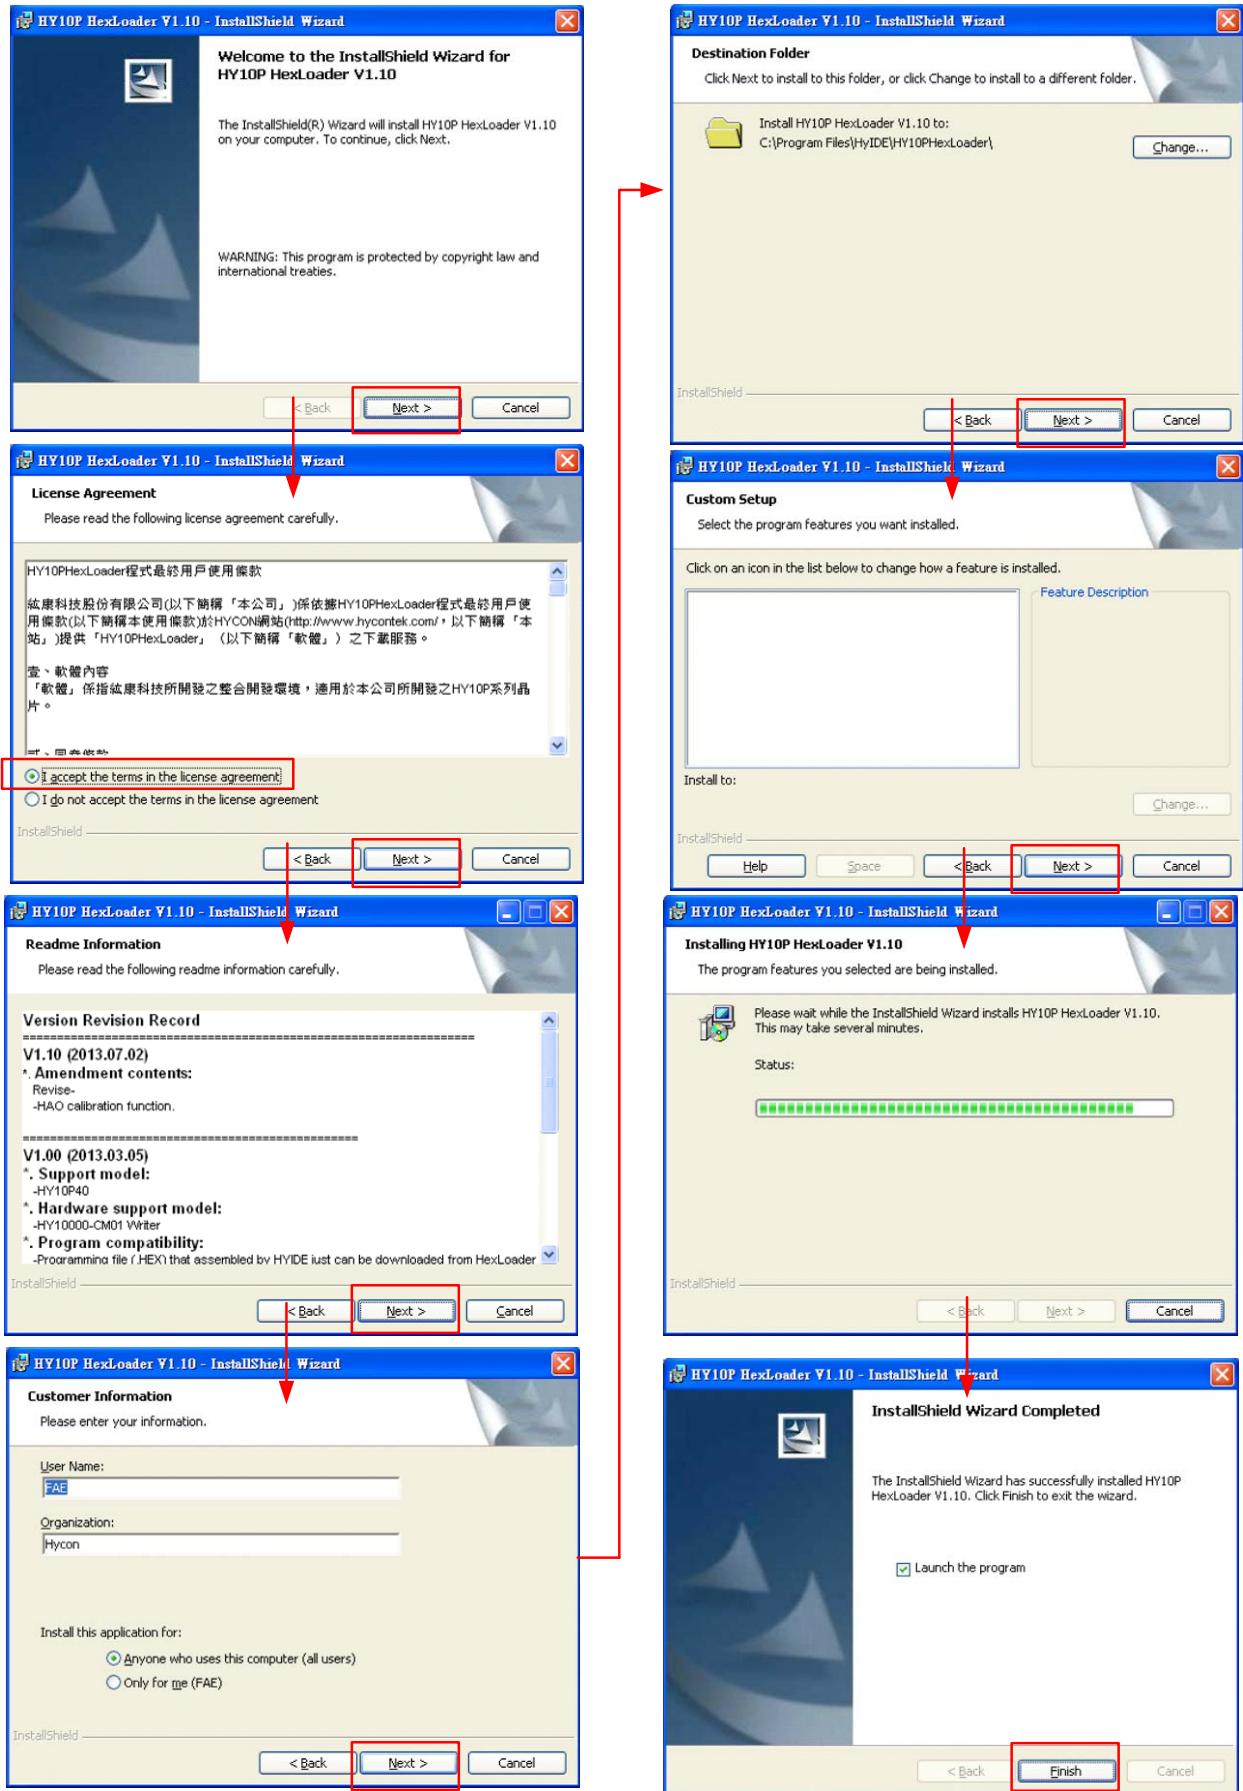 HY10P HexLoader V1.10 - InstallShield Wizard
Welcome to the InstallShield Wizard for
HY10P HexLoader V1.10
The InstallShield(R) Wizard will install HY10P HexLoader V1.10
on your computer. To continue, click Next.
WARNING: This program is protected by copyright law and
international treaties.
< Back
Next >
Cancel
HY10P HexLoader V1.10 - InstallShield Wizard
License Agreement
Please read the following license agreement carefully.
HY10PHexLoader程式最終用戶使用條款
紘康科技股份有限公司(以下簡稱「本公司」)係依據HY10PHexLoader程式最終用戶使
用條款(以下簡稱本使用條款)於HYCON網站(http://www.hycontek.com/，以下簡稱「本
站」)提供「HY10PHexLoader」（以下簡稱「軟體」）之下載服務。
壹、軟體內容
「軟體」係指紘康科技所開發之整合開發環境，適用於本公司所開發之HY10P系列晶
片。
貳、同意條款
I accept the terms in the license agreement
I do not accept the terms in the license agreement
InstallShield
< Back
Next >
Cancel
HY10P HexLoader V1.10 - InstallShield Wizard
Readme Information
Please read the following readme information carefully.
Version Revision Record
==================================================================
V1.10 (2013.07.02)
*. Amendment contents:
Revise-
-HAO calibration function.
=================================================
V1.00 (2013.03.05)
*. Support model:
-HY10P40
*. Hardware support model:
-HY10000-CM01 Writer
*. Program compatibility:
-Programming file (.HEX) that assembled by HYIDE just can be downloaded from HexLoader
InstallShield
< Back
Next >
Cancel
HY10P HexLoader V1.10 - InstallShield Wizard
Customer Information
Please enter your information.
User Name:
FAE
Organization:
Hycon
Install this application for:
Anyone who uses this computer (all users)
Only for me (FAE)
InstallShield
< Back
Next >
Cancel
HY10P HexLoader V1.10 - InstallShield Wizard
Destination Folder
Click Next to install to this folder, or click Change to install to a different folder.
Install HY10P HexLoader V1.10 to:
C:\Program Files\HyIDE\HY10PHexLoader\
Change...
InstallShield
< Back
Next >
Cancel
HY10P HexLoader V1.10 - InstallShield Wizard
Custom Setup
Select the program features you want installed.
Click on an icon in the list below to change how a feature is installed.
Feature Description
Install to:
Change...
InstallShield
Help
Space
< Back
Next >
Cancel
HY10P HexLoader V1.10 - InstallShield Wizard
Installing HY10P HexLoader V1.10
The program features you selected are being installed.
Please wait while the InstallShield Wizard installs HY10P HexLoader V1.10.
This may take several minutes.
Status:
InstallShield
< Back
Next >
Cancel
HY10P HexLoader V1.10 - InstallShield Wizard
InstallShield Wizard Completed
The InstallShield Wizard has successfully installed HY10P
HexLoader V1.10. Click Finish to exit the wizard.
Launch the program
< Back
Finish
Cancel